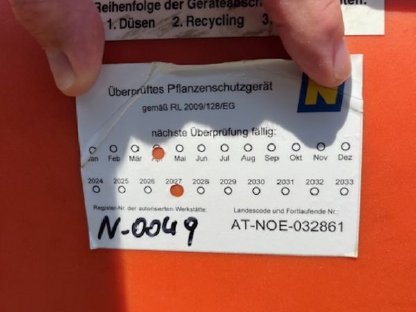 Reihenfolge der Geräteabsch
1. Düsen 2. Recycling 3.
Überprüftes Pflanzenschutzgerät
gemäß RL 2009/128/EG
N
nächste Überprüfung fällig:
Jan Feb Mär Apr Mai Jun Jul Aug Sep Okt Nov Dez
2024 2025 2026 2027 2028 2029 2030 2031 2032 2033
Register-Nr. der autorisierten Werkstätte: Landescode und Fortlaufende Nr.:
N-0049 AT-NOE-032861